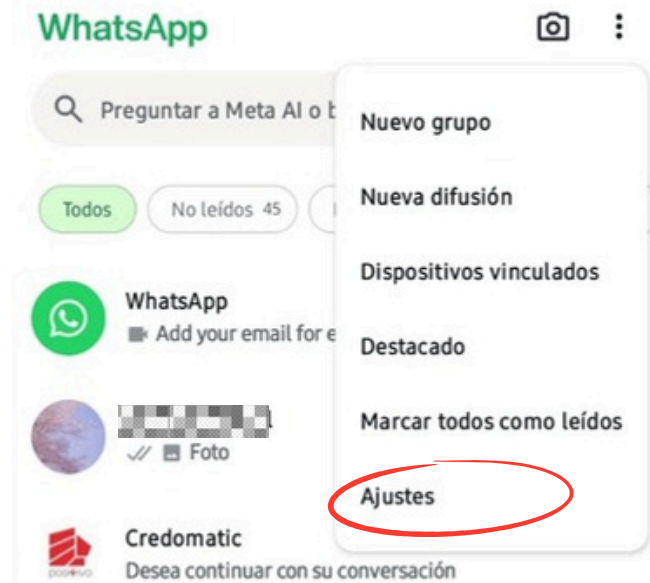 WhatsApp
Preguntar a Meta AI o b
Nuevo grupo
Nueva difusión
Dispositivos vinculados
Destacado
Marcar todos como leídos
Ajustes
Todos
No leídos 45
WhatsApp
Add your email for e
Foto
Credomatic
Desea continuar con su conversación